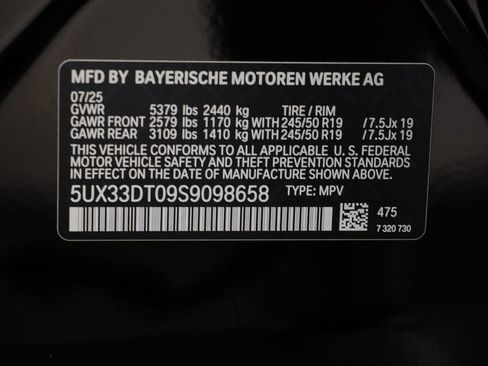 MFD BY BAYERISCHE MOTOREN WERKE AG
07/25
GVWR 5379 lbs 2440 kg TIRE / RIM
GAWR FRONT 2579 lbs 1170 kg WITH 245/50 R19 / 7.5Jx 19
GAWR REAR 3109 lbs 1410 kg WITH 245/50 R19 / 7.5Jx 19
THIS VEHICLE CONFORMS TO ALL APPLICABLE U. S. FEDERAL
MOTOR VEHICLE SAFETY AND THEFT PREVENTION STANDARDS
IN EFFECT ON THE DATE OF MANUFACTURE SHOWN ABOVE.
5UX33DT09S9098658 TYPE: MPV
475
7 320 730